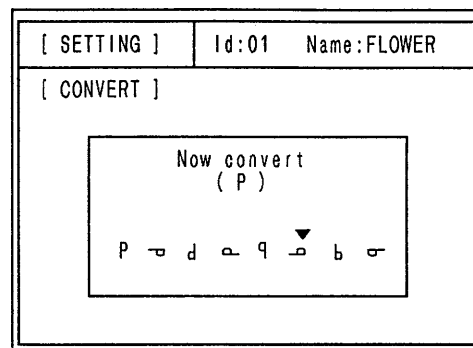 [ SETTING ] Id:01 Name:FLOWER
[ CONVERT ]
Now convert
( P )
P d q b